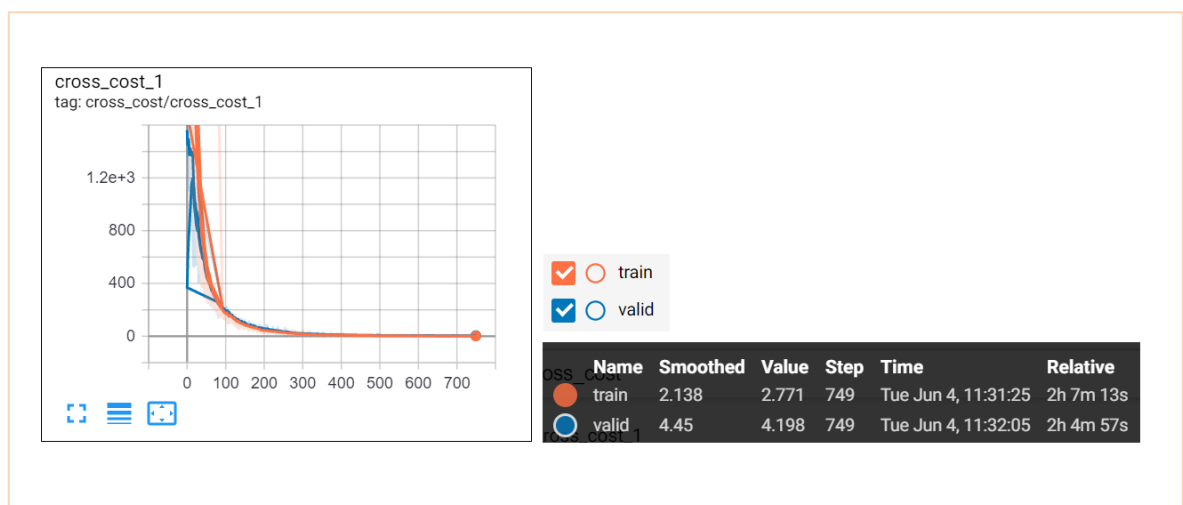 cross_cost_1
tag: cross_cost/cross_cost_1
1.2e+3
800
400
0
0 100 200 300 400 500 600 700
train
valid
Name Smoothed Value Step Time Relative
train 2.138 2.771 749 Tue Jun 4, 11:31:25 2h 7m 13s
valid 4.45 4.198 749 Tue Jun 4, 11:32:05 2h 4m 57s